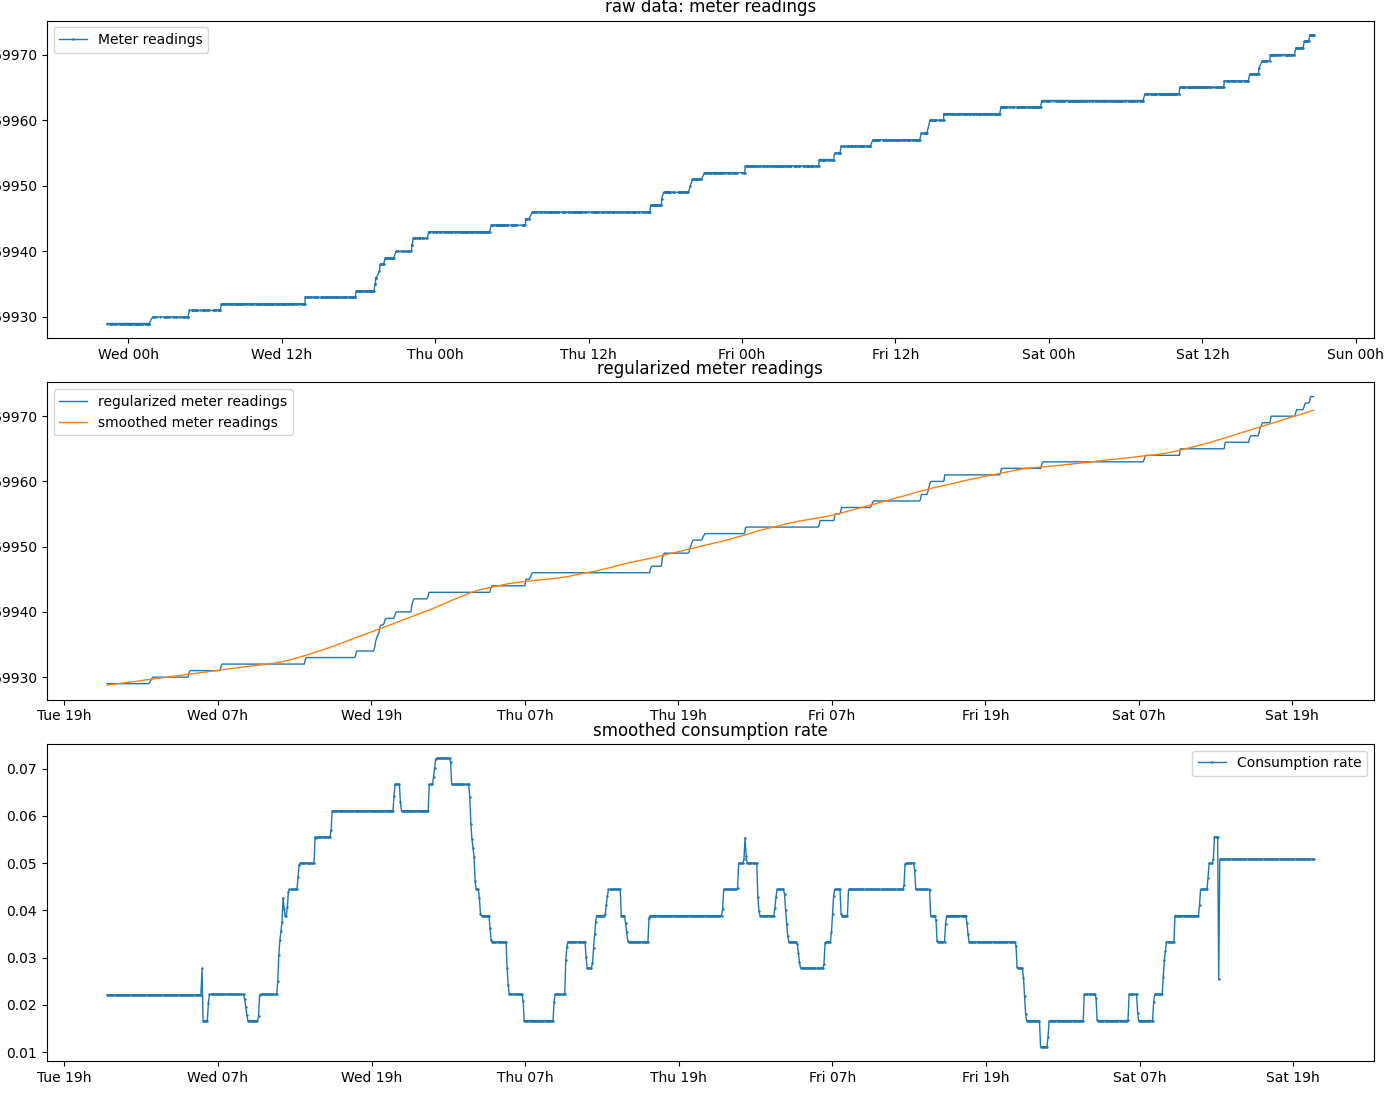 raw data: meter readings
Meter readings
9970
9960
9950
9940
9930
Wed 00h Wed 12h Thu 00h Thu 12h Fri 00h Fri 12h Sat 00h Sat 12h Sun 00h
regularized meter readings
regularized meter readings
smoothed meter readings
9970
9960
9950
9940
9930
Tue 19h Wed 07h Wed 19h Thu 07h Thu 19h Fri 07h Fri 19h Sat 07h Sat 19h
smoothed consumption rate
Consumption rate
0.07
0.06
0.05
0.04
0.03
0.02
0.01
Tue 19h Wed 07h Wed 19h Thu 07h Thu 19h Fri 07h Fri 19h Sat 07h Sat 19h